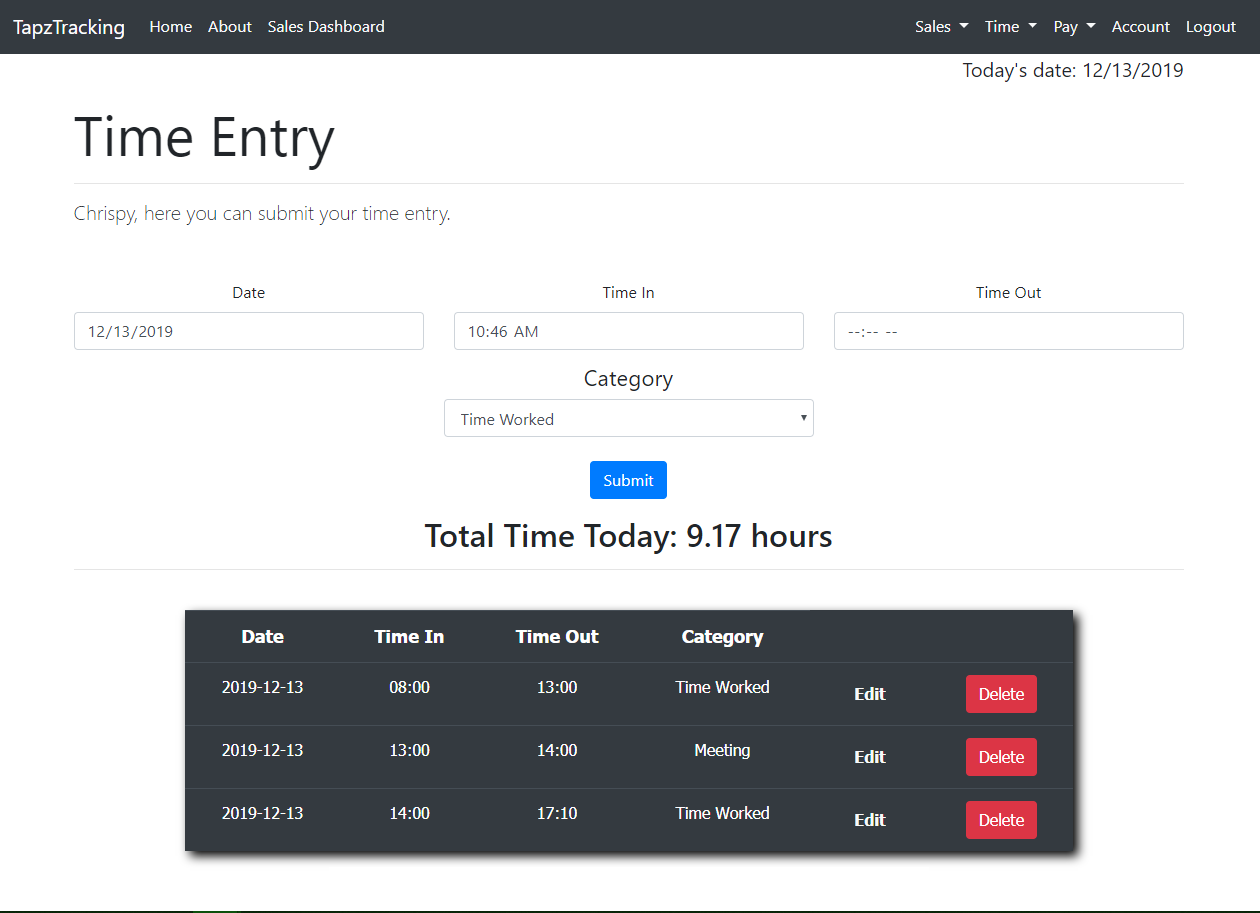 TapzTracking Home About Sales Dashboard Sales Time Pay Account Logout
Today's date: 12/13/2019
Time Entry
Chrispy, here you can submit your time entry.
Date Time In Time Out
12/13/2019 10:46 AM --:-- --
Category
Time Worked
Submit
Total Time Today: 9.17 hours
Date Time In Time Out Category
2019-12-13 08:00 13:00 Time Worked Edit Delete
2019-12-13 13:00 14:00 Meeting Edit Delete
2019-12-13 14:00 17:10 Time Worked Edit Delete